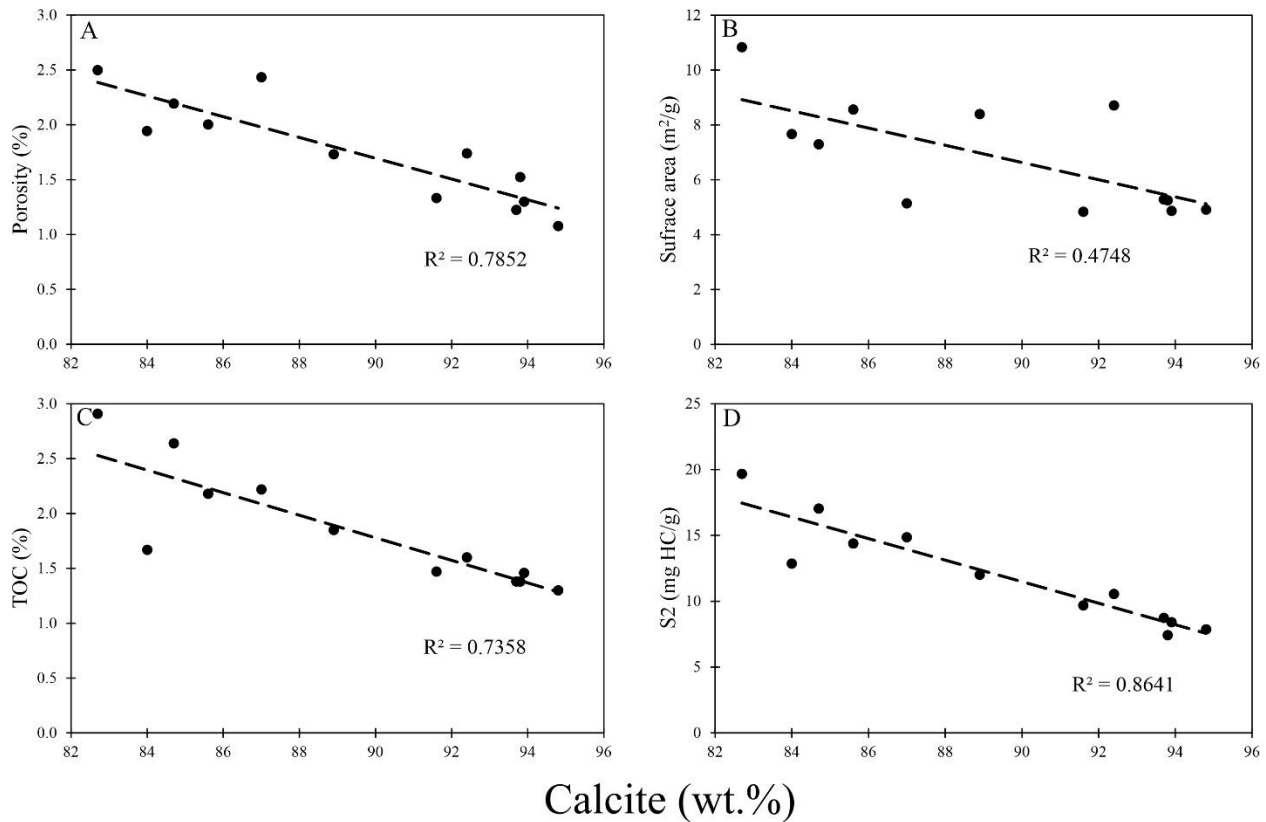 A
3.0
2.5
2.0
1.5
1.0
0.5
0.0
Porosity (%)
R² = 0.7852
82 84 86 88 90 92 94 96
B
12
10
8
6
4
2
0
Sufrace area (m²/g)
R² = 0.4748
82 84 86 88 90 92 94 96
C
3.0
2.5
2.0
1.5
1.0
0.5
0.0
TOC (%)
R² = 0.7358
82 84 86 88 90 92 94 96
D
25
20
15
10
5
0
S2 (mg HC/g)
R² = 0.8641
82 84 86 88 90 92 94 96
Calcite (wt.%)